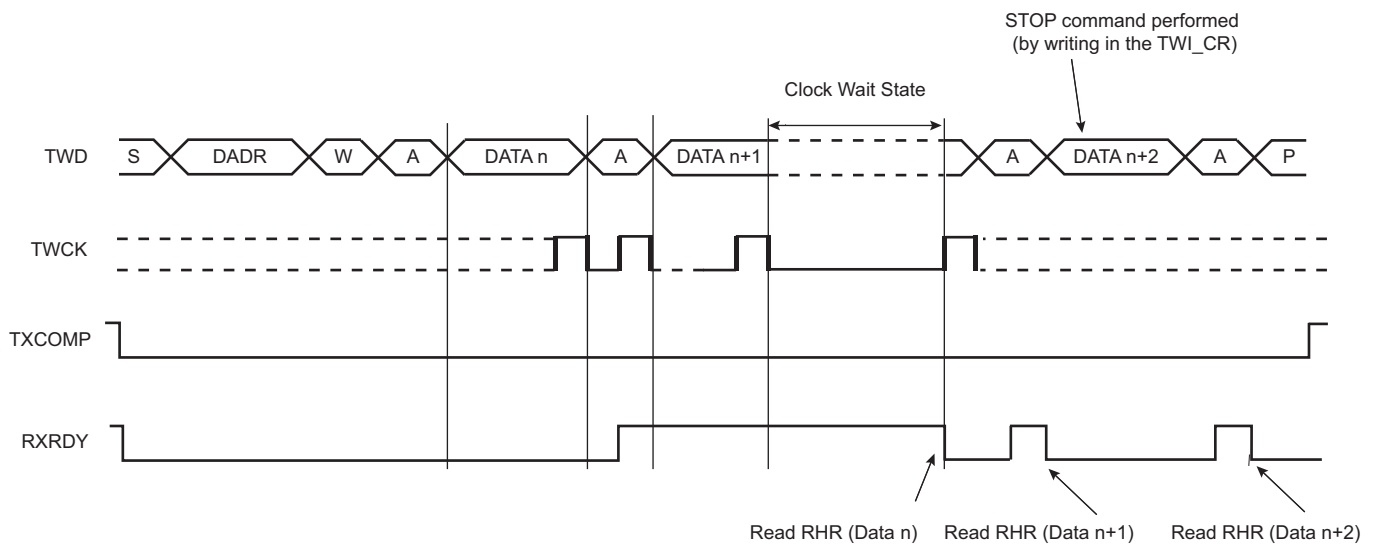 STOP command performed
(by writing in the TWI_CR)
Clock Wait State
TWD S DADR W A DATA n A DATA n+1 A DATA n+2 A P
TWCK
TXCOMP
RXRDY
Read RHR (Data n) Read RHR (Data n+1) Read RHR (Data n+2)